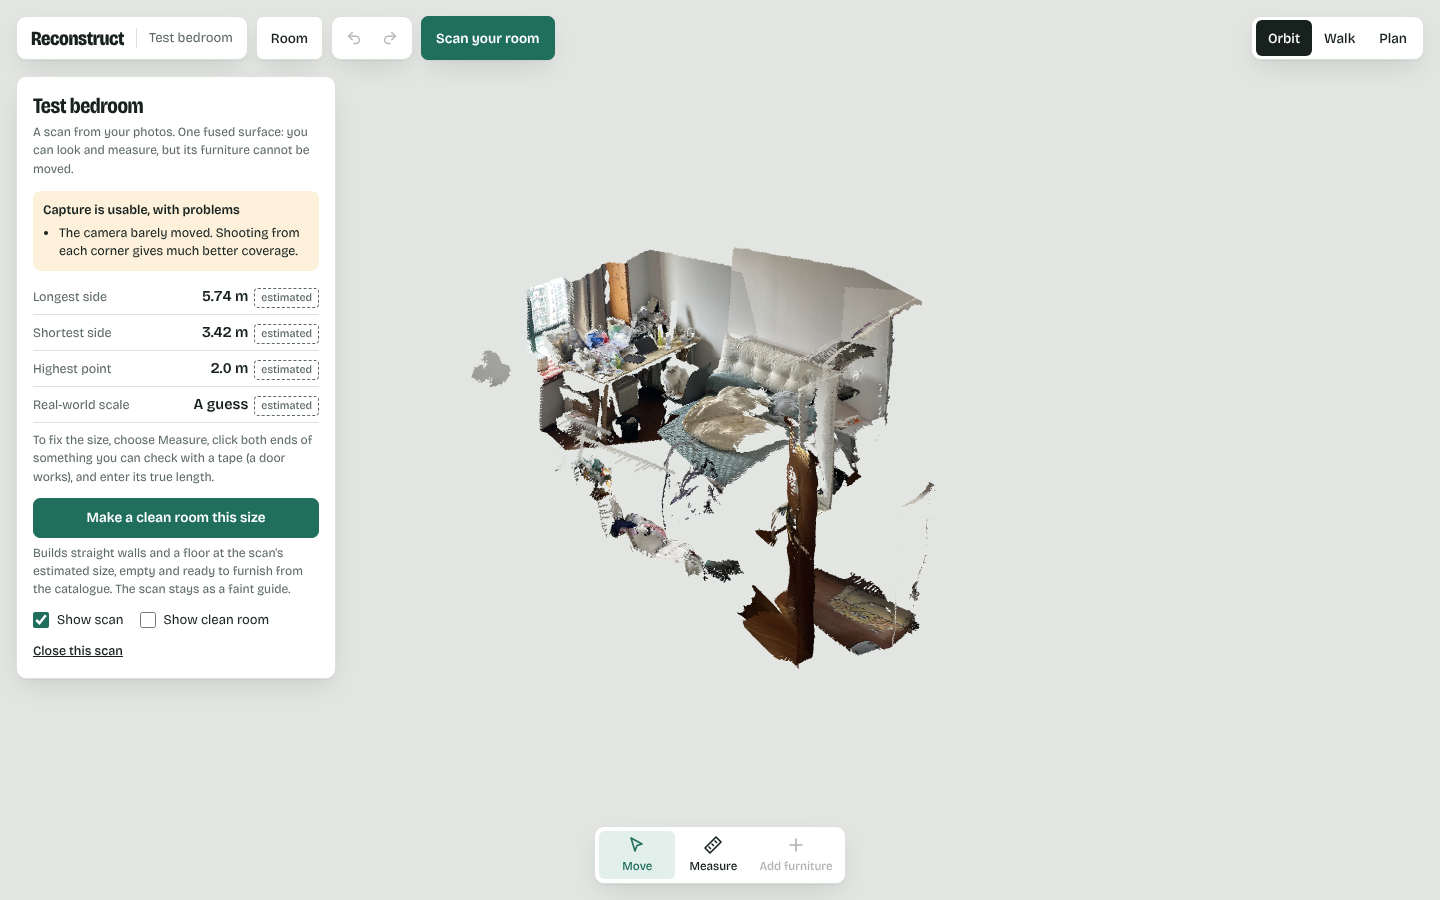 Reconstruct
Test bedroom
Room
Scan your room
Orbit
Walk
Plan
Test bedroom
A scan from your photos. One fused surface: you
can look and measure, but its furniture cannot be
moved.
Capture is usable, with problems
• The camera barely moved. Shooting from
each corner gives much better coverage.
Longest side 5.74 m estimated
Shortest side 3.42 m estimated
Highest point 2.0 m estimated
Real-world scale A guess estimated
To fix the size, choose Measure, click both ends of
something you can check with a tape (a door
works), and enter its true length.
Make a clean room this size
Builds straight walls and a floor at the scan's
estimated size, empty and ready to furnish from
the catalogue. The scan stays as a faint guide.
Show scan
Show clean room
Close this scan
Move
Measure
Add furniture